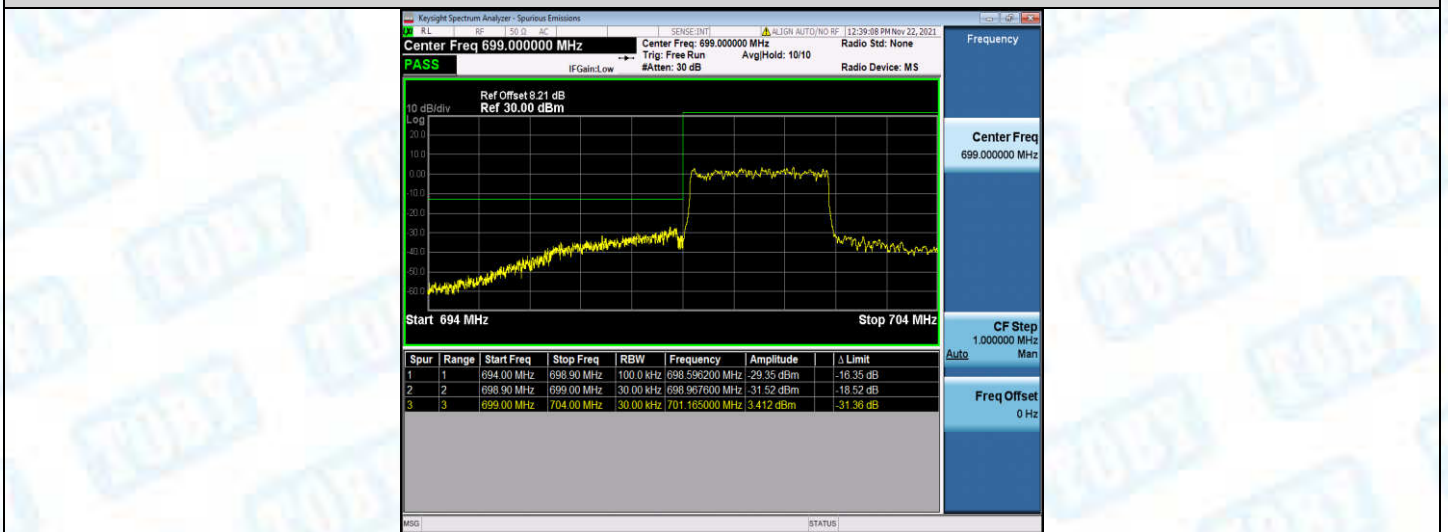 Keysight Spectrum Analyzer - Spurious Emissions
RL RF 50 Ω AC SENSE:INT ALIGN AUTO/NO RF 12:39:08 PM Nov 22, 2021
Center Freq 699.000000 MHz
Center Freq: 699.000000 MHz Radio Std: None
Trig: Free Run Avg|Hold: 10/10
PASS IFGain:Low #Atten: 30 dB Radio Device: MS
Ref Offset 8.21 dB
10 dB/div Ref 30.00 dBm
Log
20.0
10.0
0.00
-10.0
-20.0
-30.0
-40.0
-50.0
-60.0
Start 694 MHz Stop 704 MHz
Spur Range Start Freq Stop Freq RBW Frequency Amplitude Δ Limit
1 1 694.00 MHz 698.90 MHz 100.0 kHz 698.596200 MHz -29.35 dBm -16.35 dB
2 2 698.90 MHz 699.00 MHz 30.00 kHz 698.967600 MHz -31.52 dBm -18.52 dB
3 3 699.00 MHz 704.00 MHz 30.00 kHz 701.165000 MHz 3.412 dBm -31.36 dB
MSG STATUS
Frequency
Center Freq
699.000000 MHz
CF Step
1.000000 MHz
Auto Man
Freq Offset
0 Hz